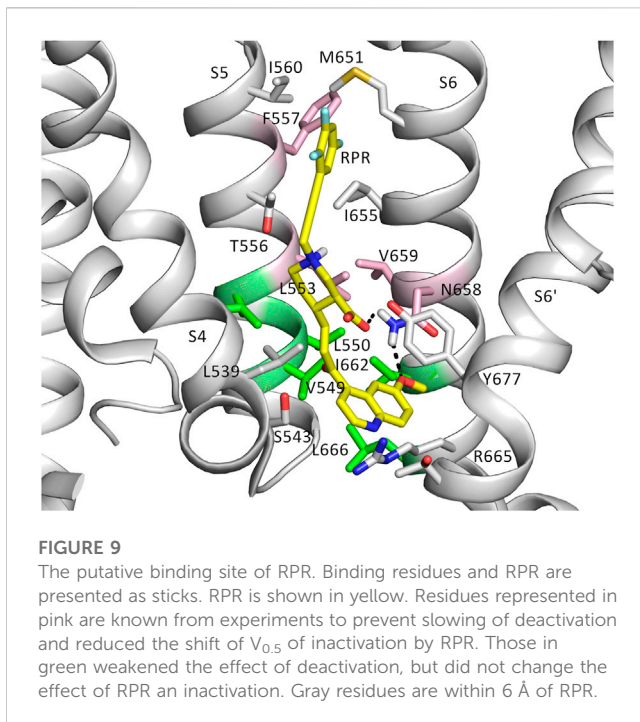 M651
S5
I560
S6
F557
RPR
I655
T556
V659
L553
N658
S6'
S4
L550
L539
I662
Y677
V549
S543
L666
R665
FIGURE 9
The putative binding site of RPR. Binding residues and RPR are
presented as sticks. RPR is shown in yellow. Residues represented in
pink are known from experiments to prevent slowing of deactivation
and reduced the shift of V0.5 of inactivation by RPR. Those in
green weakened the effect of deactivation, but did not change the
effect of RPR an inactivation. Gray residues are within 6 Å of RPR.